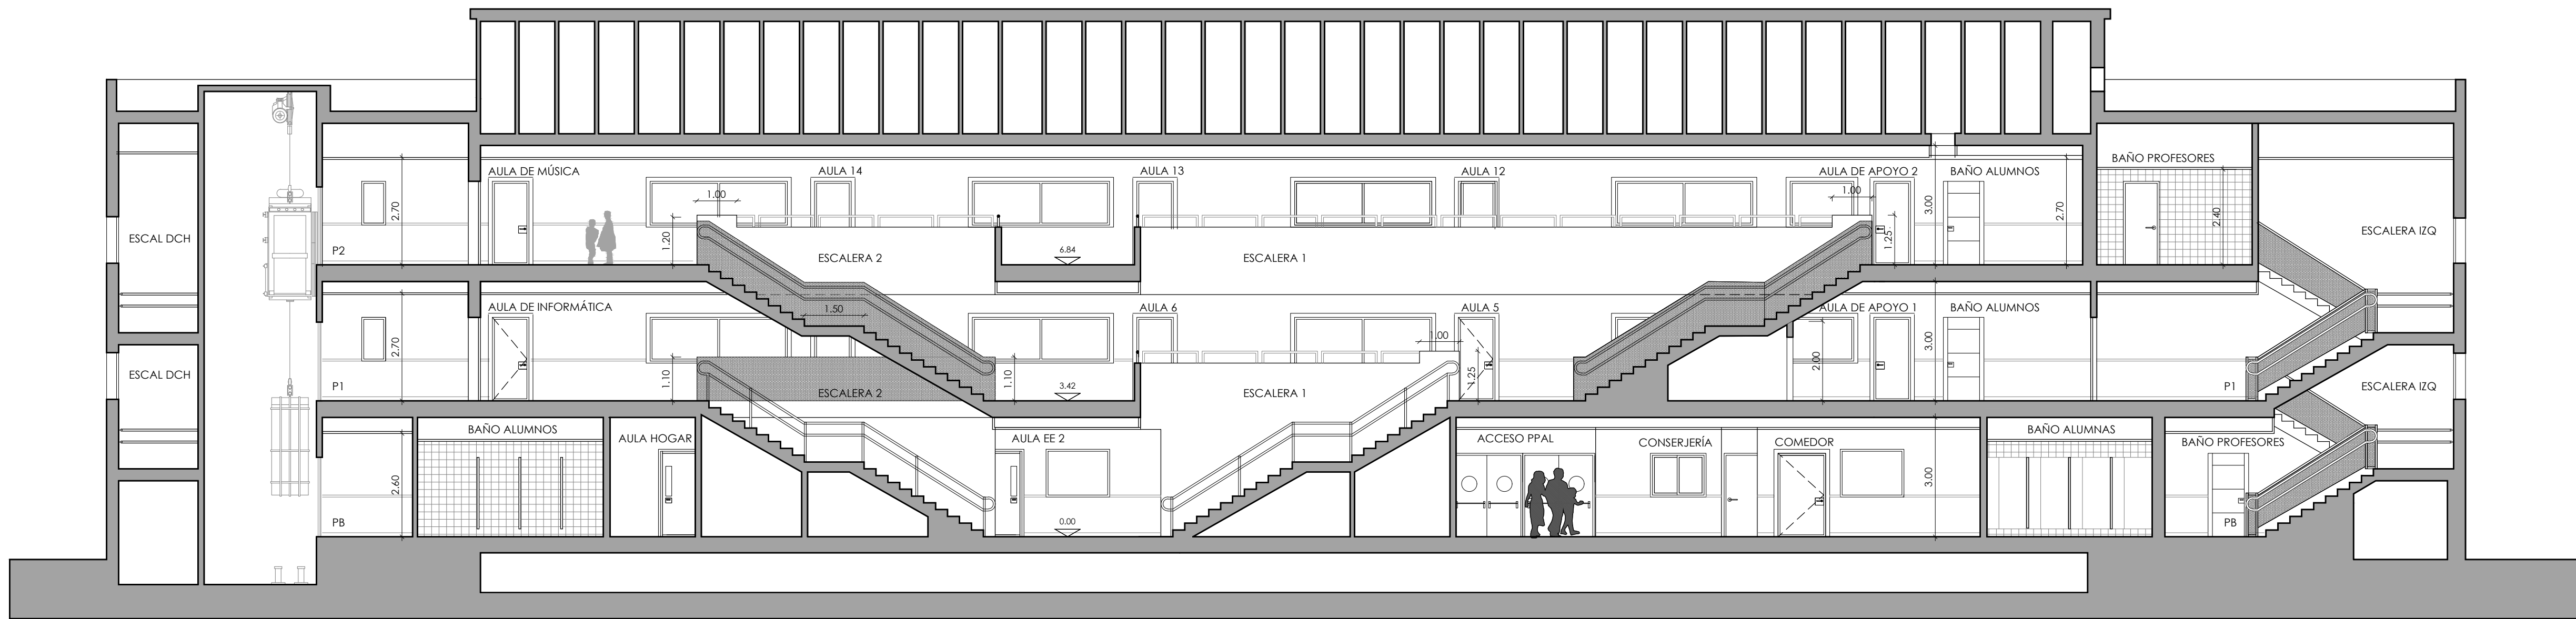 AULA DE MÚSICA
AULA 14
AULA 13
AULA 12
AULA DE APOYO 2
BAÑO ALUMNOS
BAÑO PROFESORES
1.00
1.00
2.70
3.00
2.70
2.40
ESCAL DCH
P2
1.20
ESCALERA 2
6.84
ESCALERA 1
1.25
ESCALERA IZQ
AULA DE INFORMÁTICA
1.50
AULA 6
AULA 5
AULA DE APOYO 1
BAÑO ALUMNOS
2.70
1.00
2.00
3.00
ESCAL DCH
P1
1.10
ESCALERA 2
1.10
3.42
ESCALERA 1
1.25
P1
ESCALERA IZQ
BAÑO ALUMNOS
AULA HOGAR
AULA EE 2
ACCESO PPAL
CONSERJERÍA
COMEDOR
BAÑO ALUMNAS
BAÑO PROFESORES
2.60
3.00
PB
0.00
PB